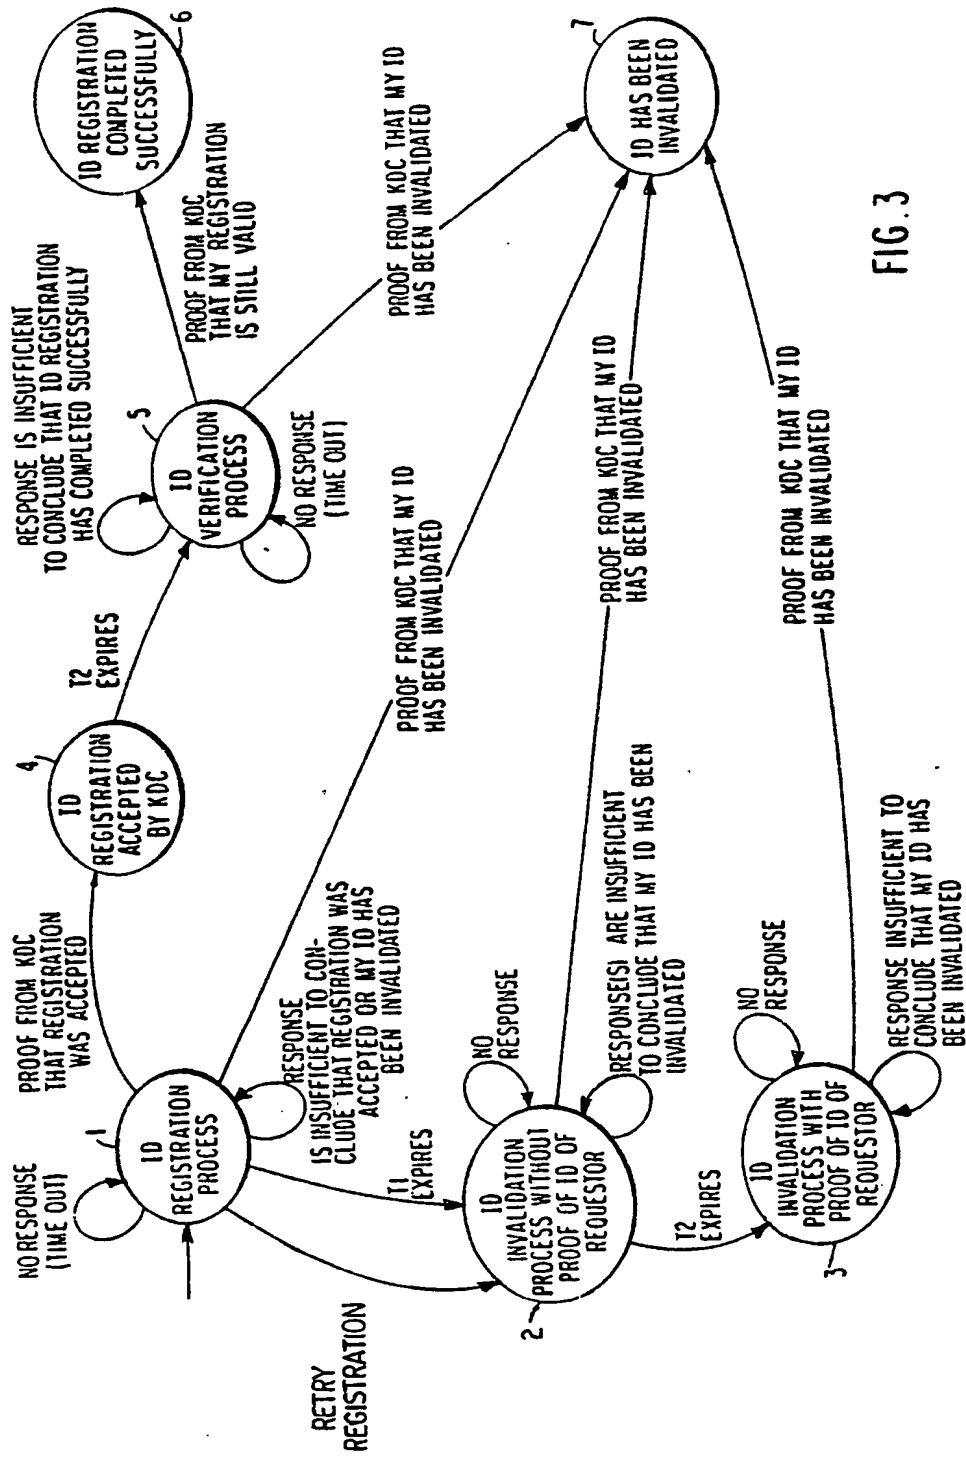 NO RESPONSE
(TIME OUT)
1
ID
REGISTRATION
PROCESS
PROOF FROM KDC
THAT REGISTRATION
WAS ACCEPTED
4
ID
REGISTRATION
ACCEPTED
BY KDC
T2
EXPIRES
RESPONSE IS INSUFFICIENT
TO CONCLUDE THAT ID REGISTRATION
HAS COMPLETED SUCCESSFULLY
5
ID
VERIFICATION
PROCESS
NO RESPONSE
(TIME OUT)
PROOF FROM KDC
THAT MY REGISTRATION
IS STILL VALID
6
ID REGISTRATION
COMPLETED
SUCCESSFULLY
RESPONSE
IS INSUFFICIENT TO CON-
CLUDE THAT REGISTRATION WAS
ACCEPTED OR MY ID HAS
BEEN INVALIDATED
PROOF FROM KDC THAT MY ID
HAS BEEN INVALIDATED
PROOF FROM KDC THAT MY ID
HAS BEEN INVALIDATED
RETRY
REGISTRATION
T1
EXPIRES
2
ID
INVALIDATION
PROCESS WITHOUT
PROOF OF ID OF
REQUESTOR
NO
RESPONSE
RESPONSE(S) ARE INSUFFICIENT
TO CONCLUDE THAT MY ID HAS BEEN
INVALIDATED
PROOF FROM KDC THAT MY ID
HAS BEEN INVALIDATED
7
ID HAS BEEN
INVALIDATED
T2
EXPIRES
3
ID
INVALIDATION
PROCESS WITH
PROOF OF ID OF
REQUESTOR
NO
RESPONSE
RESPONSE INSUFFICIENT TO
CONCLUDE THAT MY ID HAS
BEEN INVALIDATED
PROOF FROM KDC THAT MY ID
HAS BEEN INVALIDATED
FIG.3